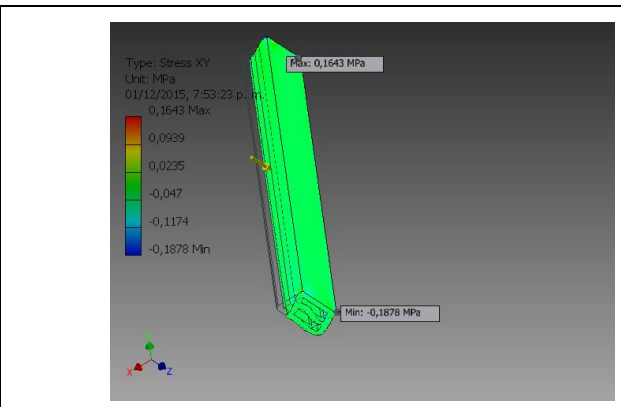 Type: Stress XY
Unit: MPa
01/12/2015, 7:53:23 p. m.
0,1643 Max
0,0939
0,0235
-0,047
-0,1174
-0,1878 Min
Max: 0,1643 MPa
Min: -0,1878 MPa
X
Z